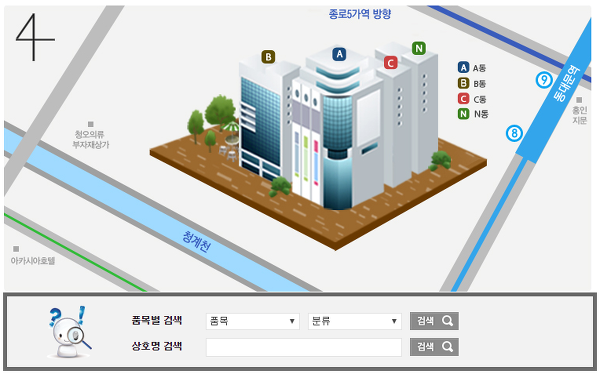 4
종로5가역 방향
N
A
B
C
A A동
B B동
C C동
N N동
9
동대문역
흥인
지문
8
청오의류
부자재상가
청계천
아카시아호텔
? !
품목별 검색 품목 분류 검색
상호명 검색 검색